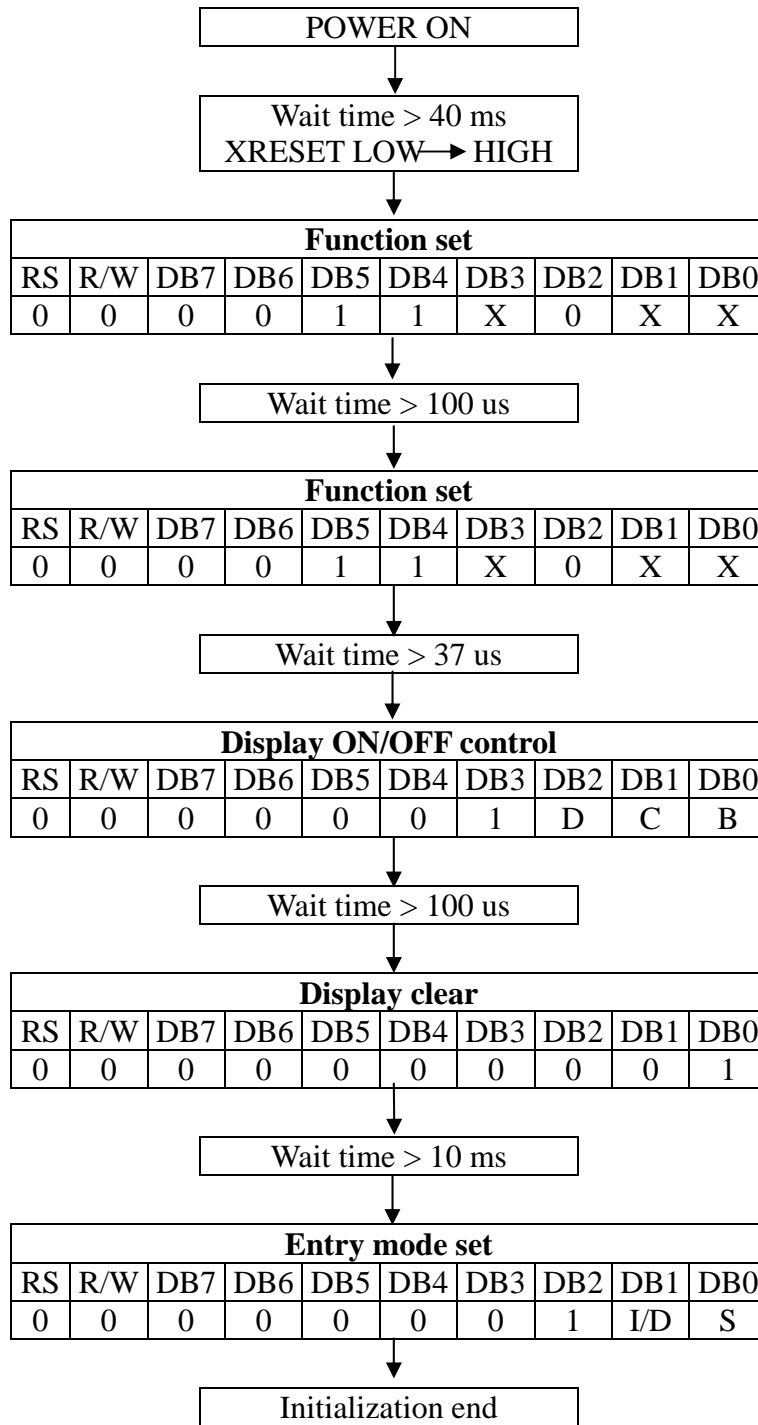 POWER ON
Wait time > 40 ms
XRESET LOW → HIGH
Function set
RS R/W DB7 DB6 DB5 DB4 DB3 DB2 DB1 DB0
0 0 0 0 1 1 X 0 X X
Wait time > 100 us
Function set
RS R/W DB7 DB6 DB5 DB4 DB3 DB2 DB1 DB0
0 0 0 0 1 1 X 0 X X
Wait time > 37 us
Display ON/OFF control
RS R/W DB7 DB6 DB5 DB4 DB3 DB2 DB1 DB0
0 0 0 0 0 0 1 D C B
Wait time > 100 us
Display clear
RS R/W DB7 DB6 DB5 DB4 DB3 DB2 DB1 DB0
0 0 0 0 0 0 0 0 0 1
Wait time > 10 ms
Entry mode set
RS R/W DB7 DB6 DB5 DB4 DB3 DB2 DB1 DB0
0 0 0 0 0 0 0 1 I/D S
Initialization end